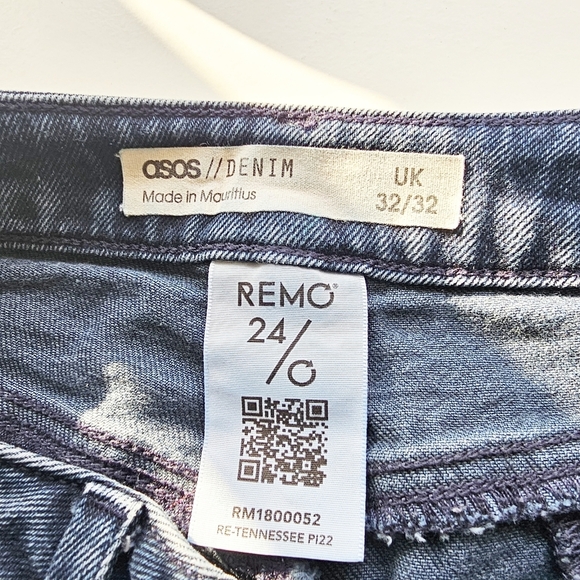 asos // DENIM
Made in Mauritius
UK
32/32
REMO
24
/
RM1800052
RE-TENNESSEE PI22